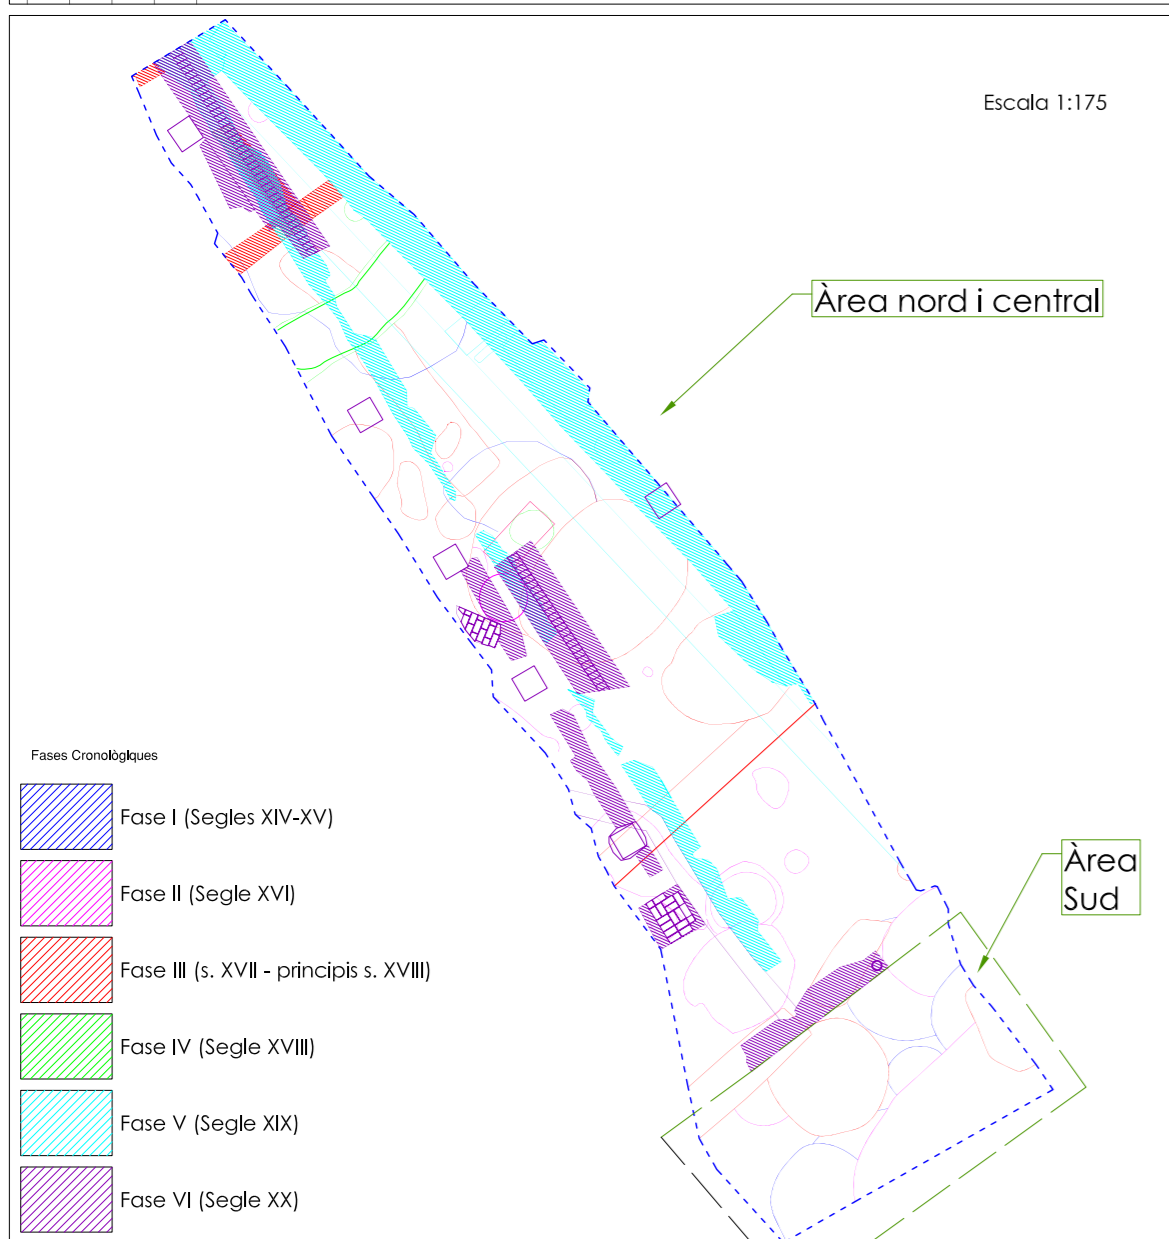 Escala 1:175
Àrea nord i central
Fases Cronològiques
Fase I (Segles XIV-XV)
Àrea
Sud
Fase II (Segle XVI)
Fase III (s. XVII - principis s. XVIII)
Fase IV (Segle XVIII)
Fase V (Segle XIX)
Fase VI (Segle XX)